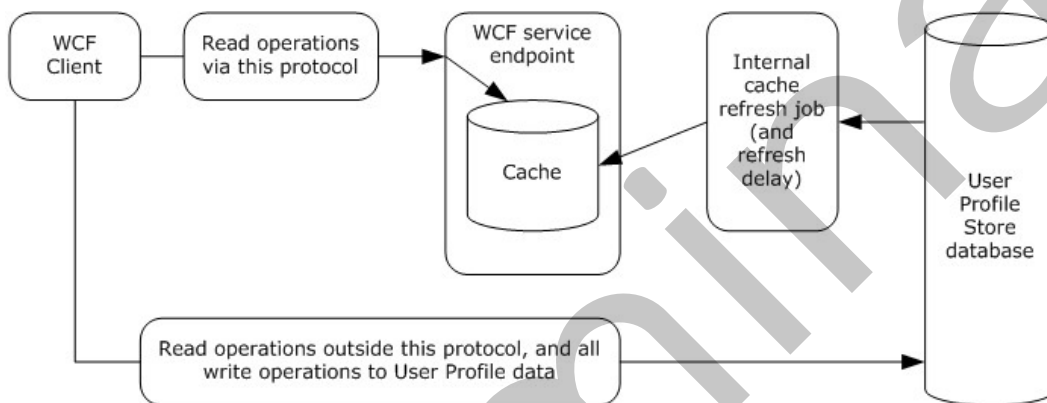 WCF
Client
Read operations
via this protocol
WCF service
endpoint
Cache
Internal
cache
refresh job
(and
refresh
delay)
User
Profile
Store
database
Read operations outside this protocol, and all
write operations to User Profile data